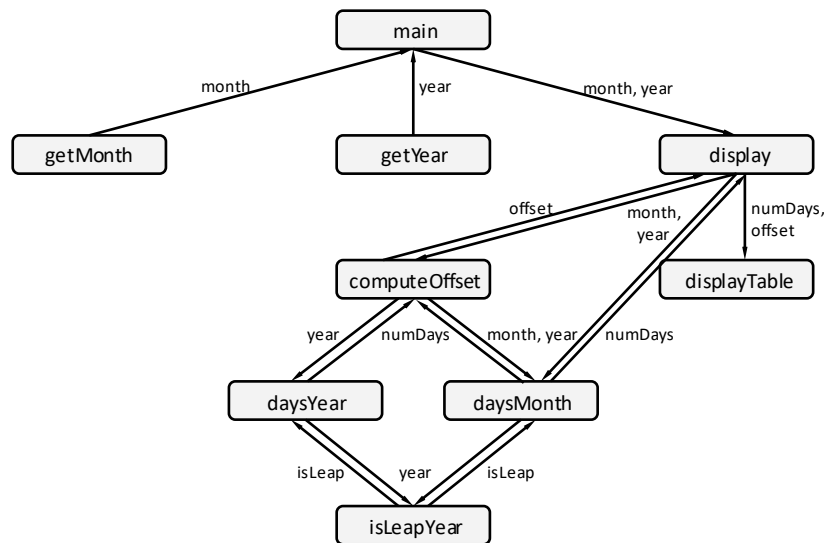 main
month
year
month, year
getMonth
getYear
display
offset
month,
year
numDays,
offset
computeOffset
displayTable
year
numDays
month, year
numDays
daysYear
daysMonth
isLeap
year
isLeap
isLeapYear